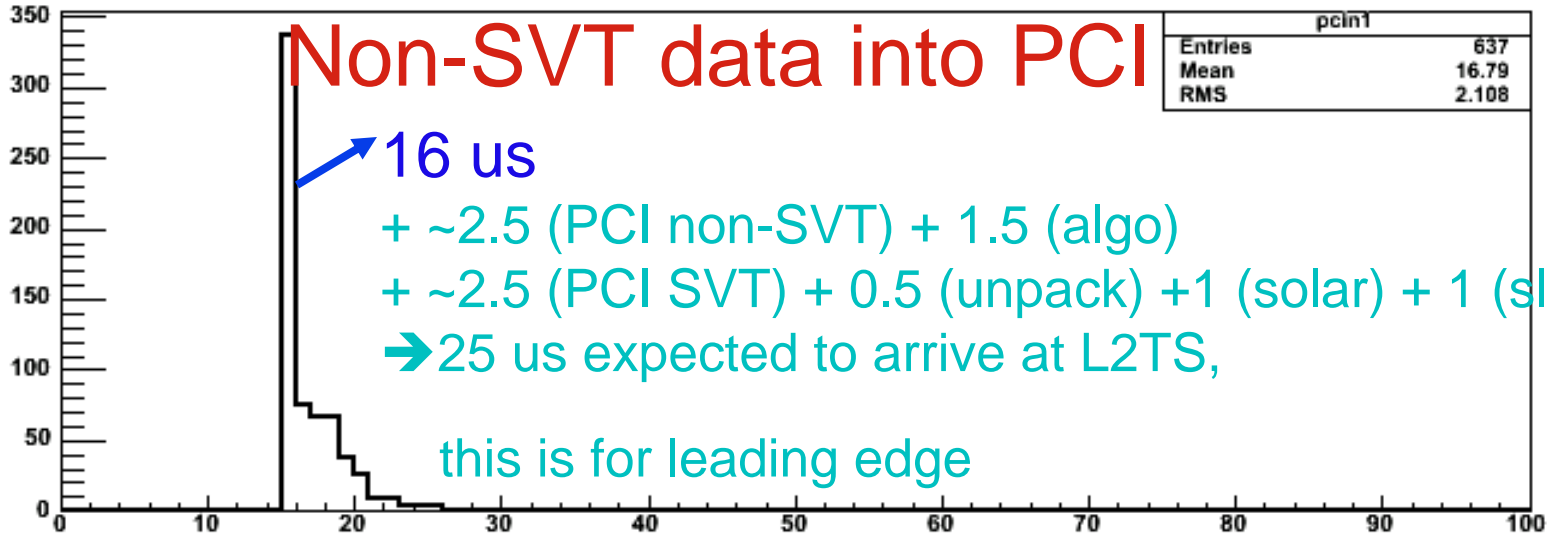 Non-SVT data into PCI
pcin1
Entries 637
Mean 16.79
RMS 2.108
16 us
+ ~2.5 (PCI non-SVT) + 1.5 (algo)
+ ~2.5 (PCI SVT) + 0.5 (unpack) +1 (solar) + 1 (sl
➔25 us expected to arrive at L2TS,
this is for leading edge
350
300
250
200
150
100
50
0
0 10 20 30 40 50 60 70 80 90 100